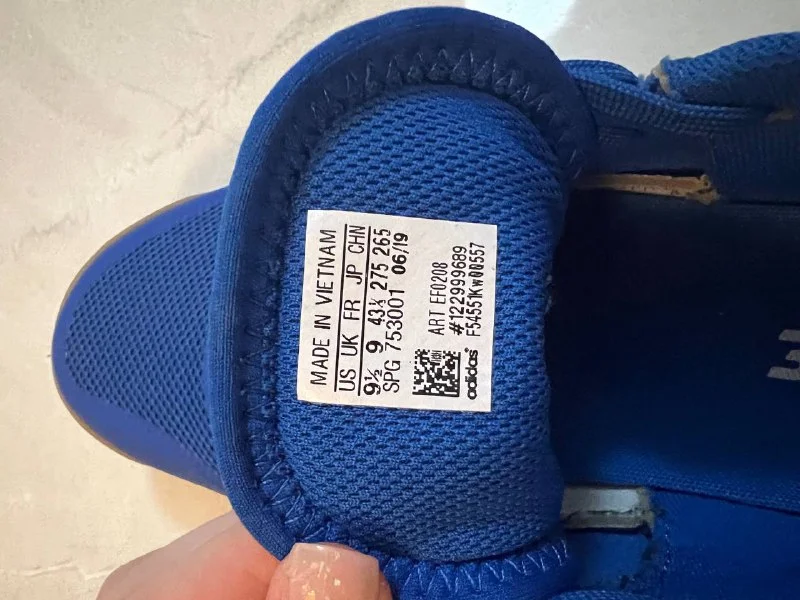 MADE IN VIETNAM
US UK FR JP CHN
9½ 9 43⅓ 275 265
SPG 753001 06/19
ART EF0208
#122999689
F54551KW00557
adidas